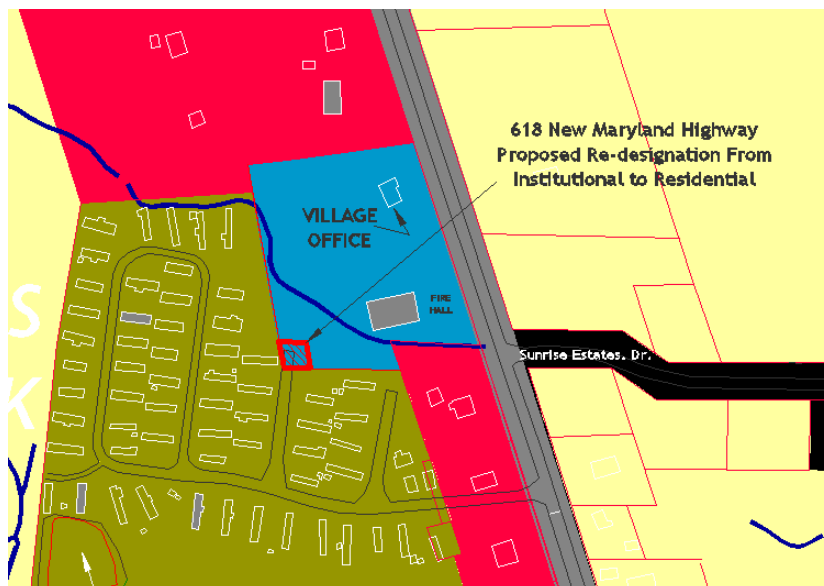 618 New Maryland Highway
Proposed Re-designation From
Institutional to Residential
VILLAGE
OFFICE
FIRE
HALL
Sunrise Estates. Dr.
S
K